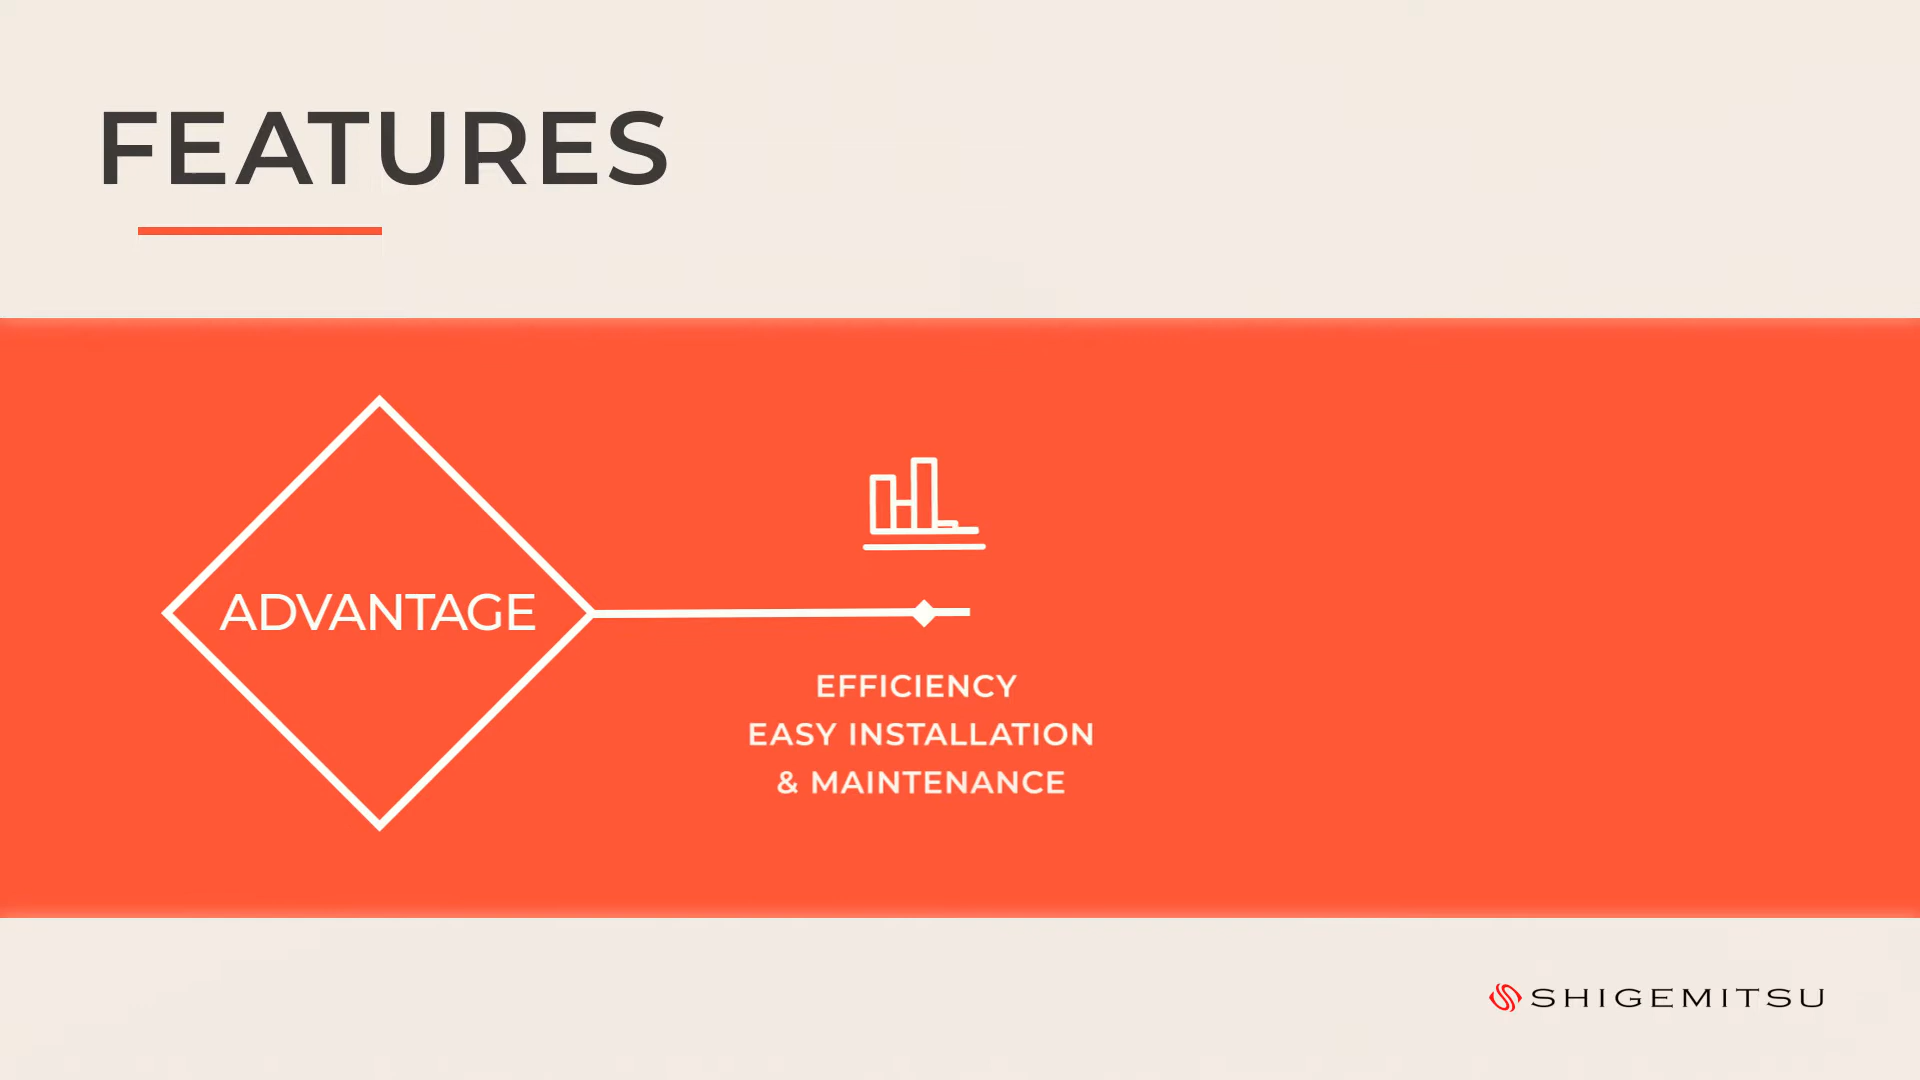 FEATURES
ADVANTAGE
EFFICIENCY
EASY INSTALLATION
& MAINTENANCE
SHIGEMITSU